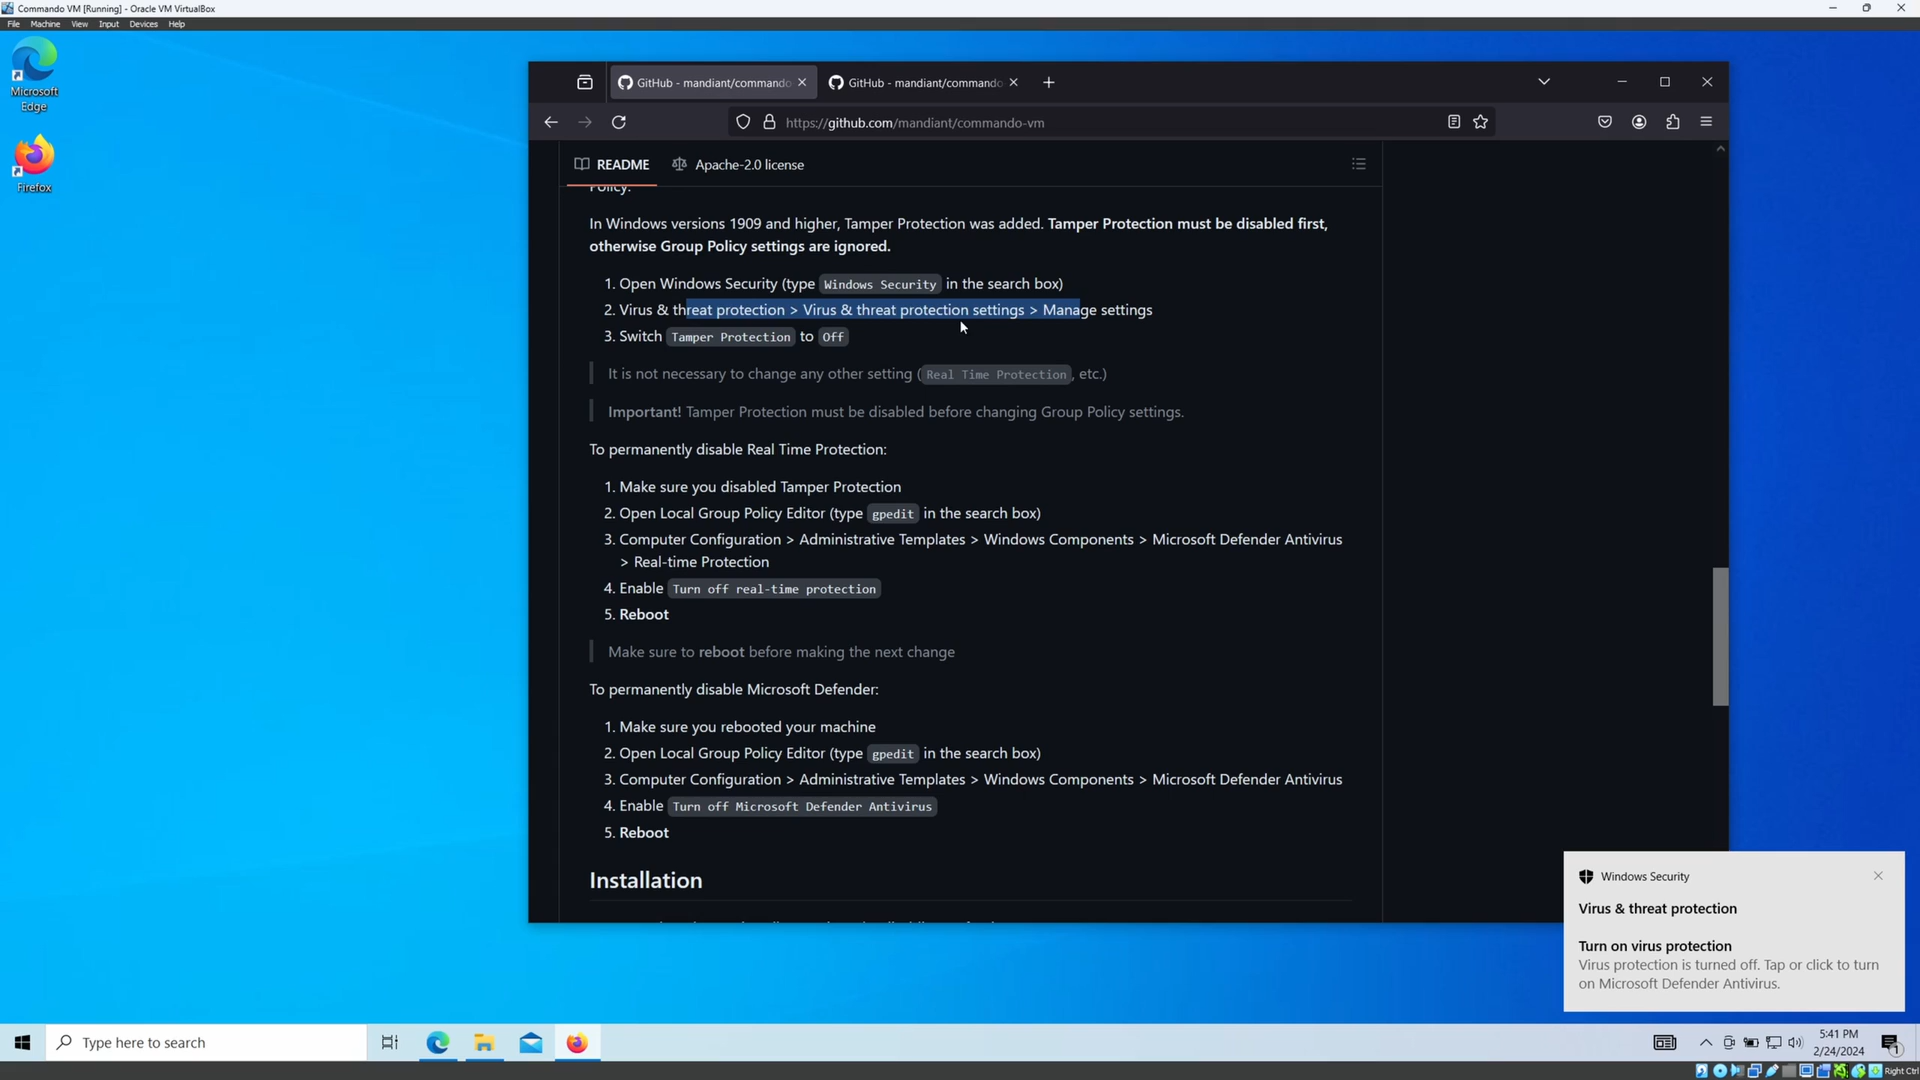 Commando VM [Running] - Oracle VM VirtualBox
File Machine View Input Devices Help
Microsoft
Edge
Firefox
GitHub - mandiant/commando
GitHub - mandiant/commando
https://github.com/mandiant/commando-vm
README
Apache-2.0 license
Policy.
In Windows versions 1909 and higher, Tamper Protection was added. Tamper Protection must be disabled first,
otherwise Group Policy settings are ignored.
1. Open Windows Security (type Windows Security in the search box)
2. Virus & threat protection > Virus & threat protection settings > Manage settings
3. Switch Tamper Protection to Off
It is not necessary to change any other setting (Real Time Protection, etc.)
Important! Tamper Protection must be disabled before changing Group Policy settings.
To permanently disable Real Time Protection:
1. Make sure you disabled Tamper Protection
2. Open Local Group Policy Editor (type gpedit in the search box)
3. Computer Configuration > Administrative Templates > Windows Components > Microsoft Defender Antivirus
> Real-time Protection
4. Enable Turn off real-time protection
5. Reboot
Make sure to reboot before making the next change
To permanently disable Microsoft Defender:
1. Make sure you rebooted your machine
2. Open Local Group Policy Editor (type gpedit in the search box)
3. Computer Configuration > Administrative Templates > Windows Components > Microsoft Defender Antivirus
4. Enable Turn off Microsoft Defender Antivirus
5. Reboot
Installation
Windows Security
Virus & threat protection
Turn on virus protection
Virus protection is turned off. Tap or click to turn
on Microsoft Defender Antivirus.
Type here to search
5:41 PM
2/24/2024
1
Right Ctrl